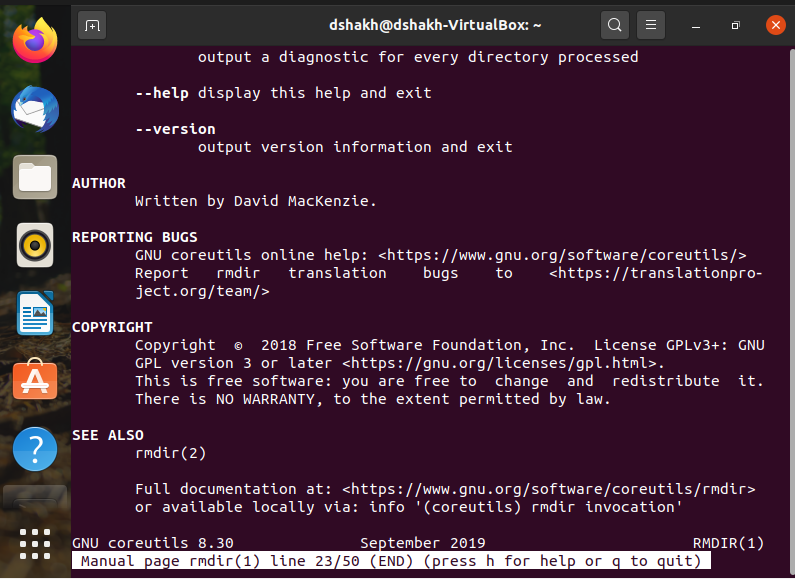 dshakh@dshakh-VirtualBox: ~
output a diagnostic for every directory processed
--help display this help and exit
--version
output version information and exit
AUTHOR
Written by David MacKenzie.
REPORTING BUGS
GNU coreutils online help: <https://www.gnu.org/software/coreutils/>
Report rmdir translation bugs to <https://translationpro-
ject.org/team/>
COPYRIGHT
Copyright © 2018 Free Software Foundation, Inc. License GPLv3+: GNU
GPL version 3 or later <https://gnu.org/licenses/gpl.html>.
This is free software: you are free to change and redistribute it.
There is NO WARRANTY, to the extent permitted by law.
SEE ALSO
rmdir(2)
Full documentation at: <https://www.gnu.org/software/coreutils/rmdir>
or available locally via: info '(coreutils) rmdir invocation'
GNU coreutils 8.30 September 2019 RMDIR(1)
Manual page rmdir(1) line 23/50 (END) (press h for help or q to quit)